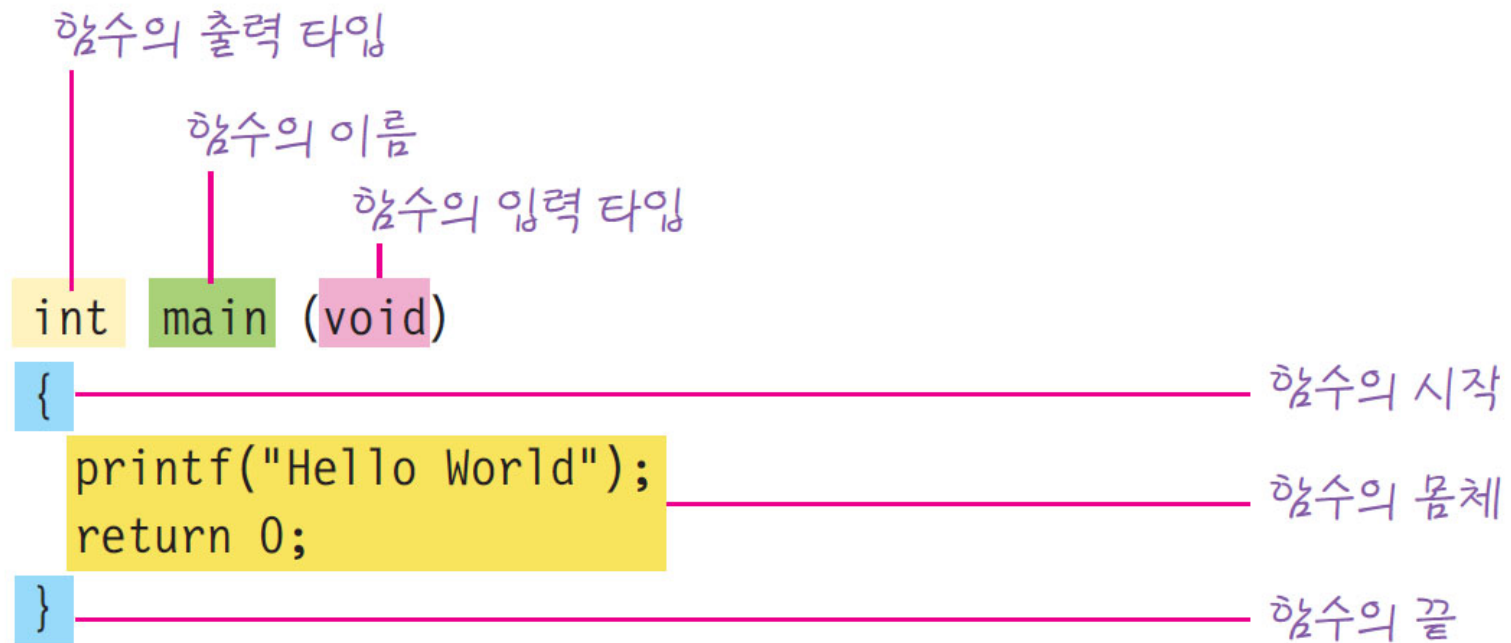 함수의 출력 타입
함수의 이름
함수의 입력 타입
int main (void)
{
함수의 시작
printf("Hello World");
return 0;
함수의 몸체
}
함수의 끝